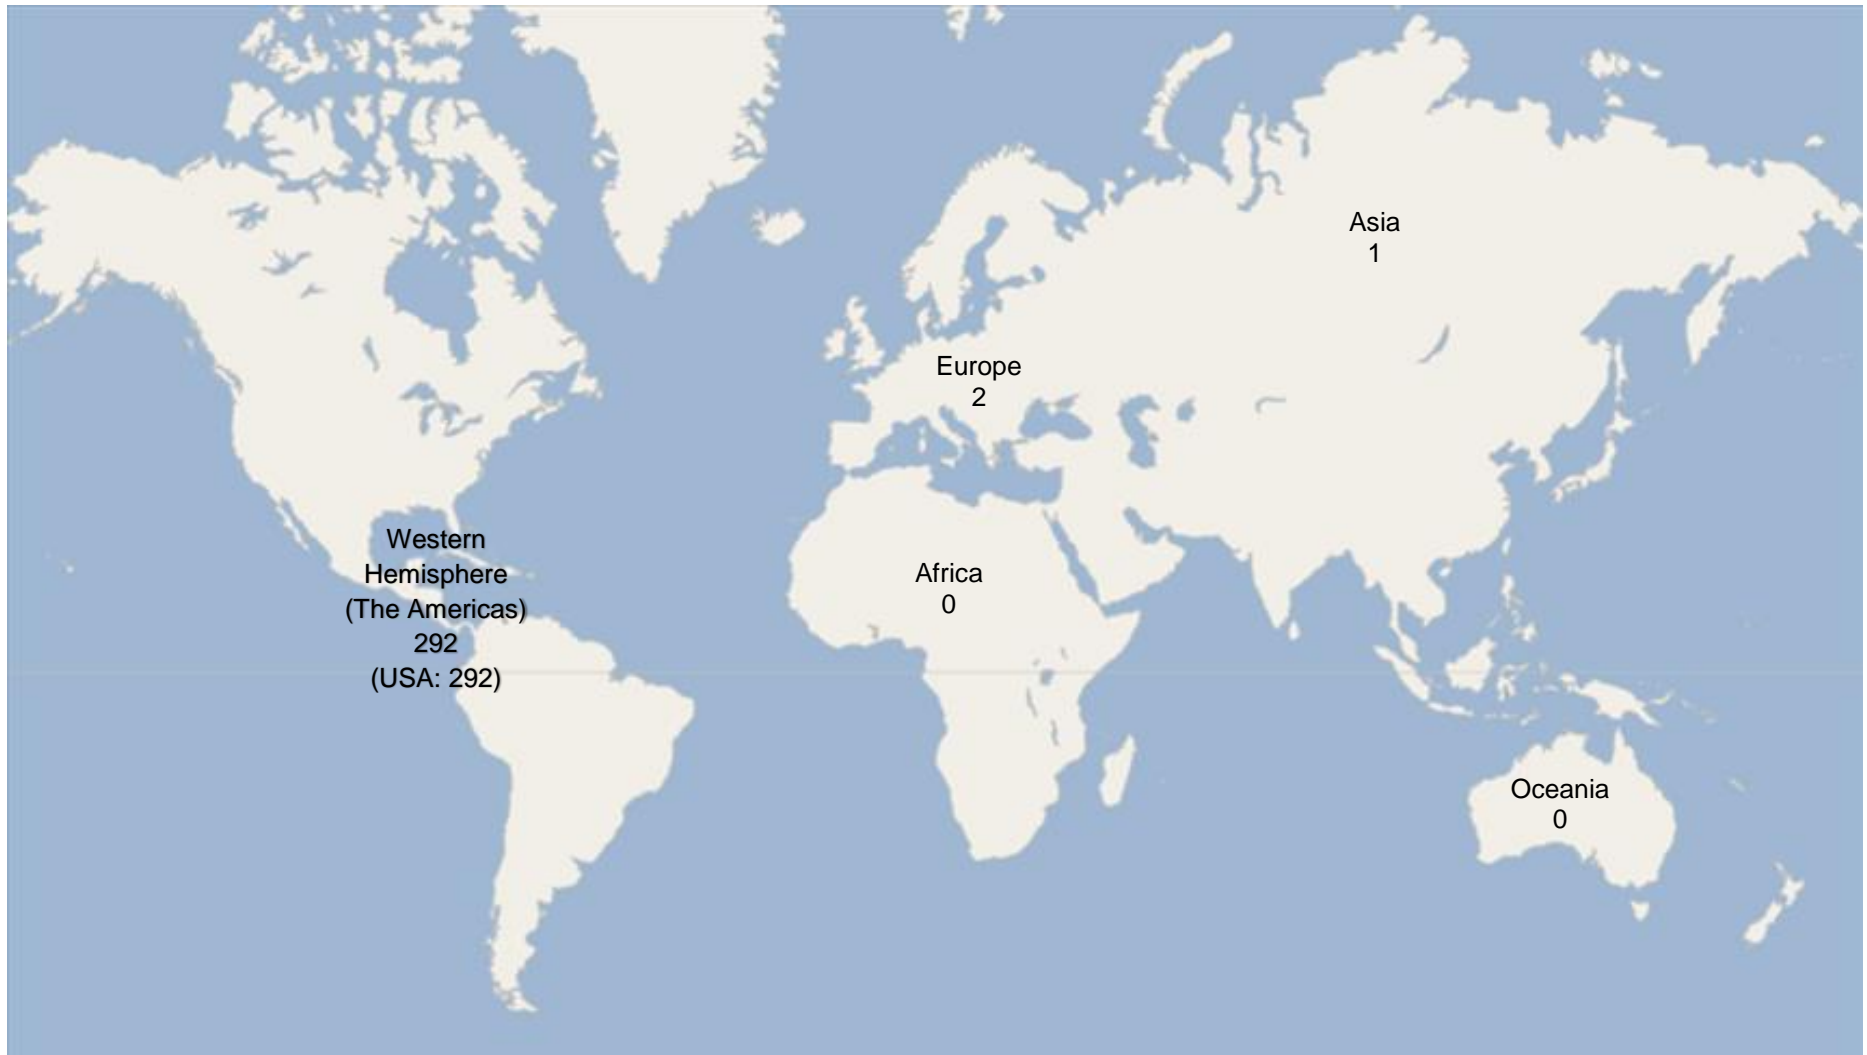 Asia
1
Europe
2
Western
Hemisphere
(The Americas)
292
(USA: 292)
Africa
0
Oceania
0